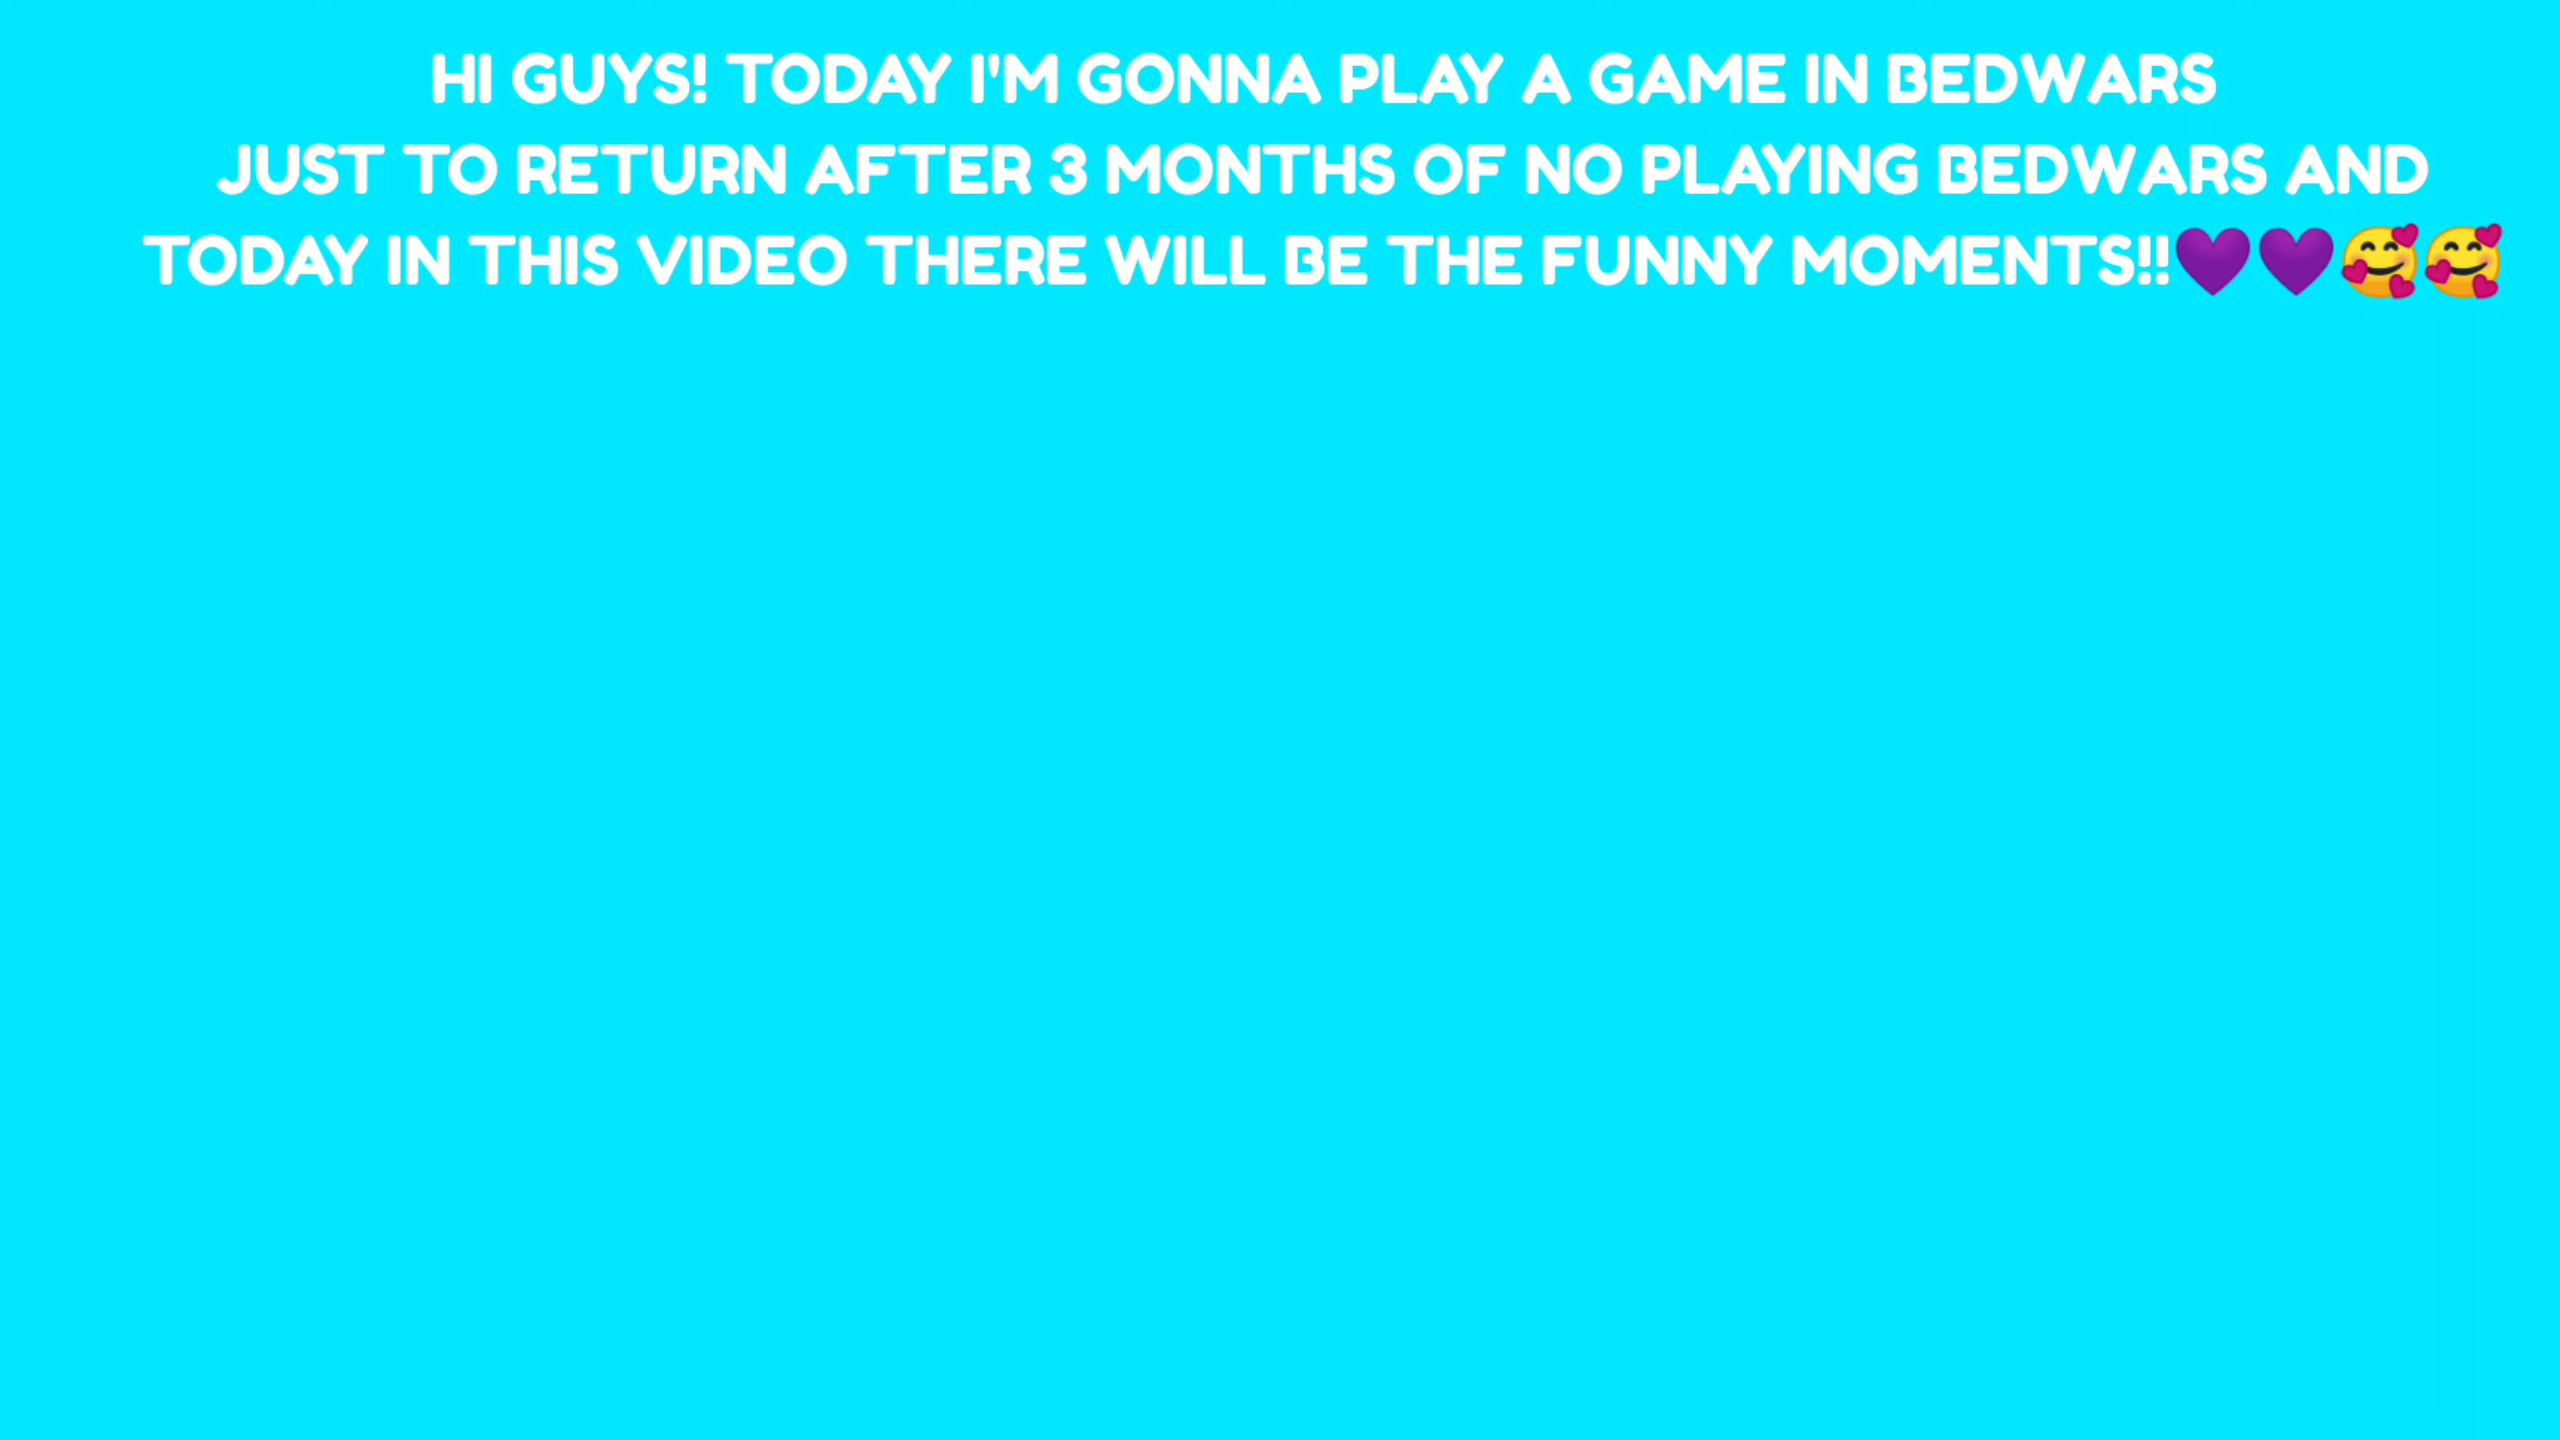 HI GUYS! TODAY I'M GONNA PLAY A GAME IN BEDWARS
JUST TO RETURN AFTER 3 MONTHS OF NO PLAYING BEDWARS AND
TODAY IN THIS VIDEO THERE WILL BE THE FUNNY MOMENTS!!💜💜🥰🥰